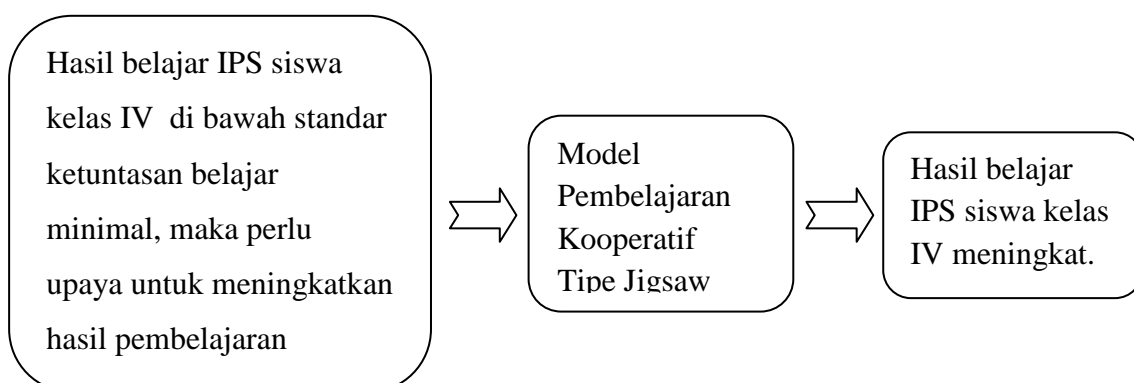 Hasil belajar IPS siswa
kelas IV di bawah standar
ketuntasan belajar
minimal, maka perlu
upaya untuk meningkatkan
hasil pembelajaran
Model
Pembelajaran
Kooperatif
Tipe Jigsaw
Hasil belajar
IPS siswa kelas
IV meningkat.